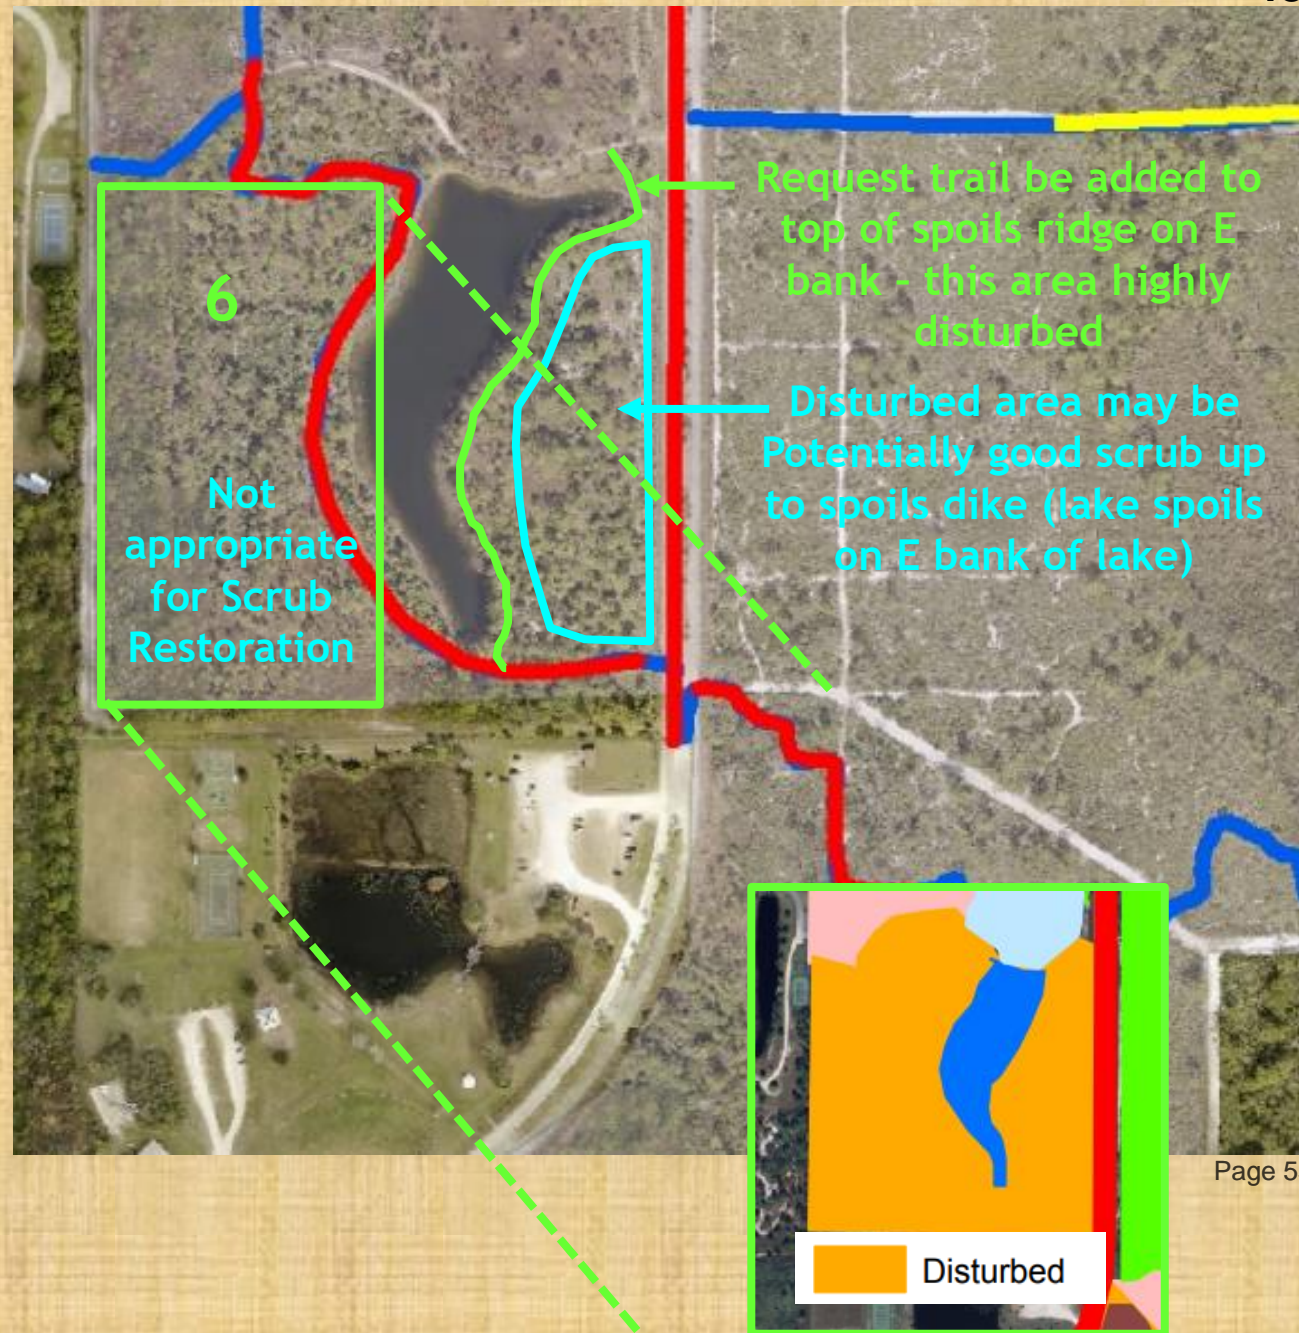 Request trail be added to
top of spoils ridge on E
bank - this area highly
disturbed
6
Disturbed area may be
Potentially good scrub up
to spoils dike (lake spoils
on E bank of lake)
Not
appropriate
for Scrub
Restoration
Page 5
Disturbed